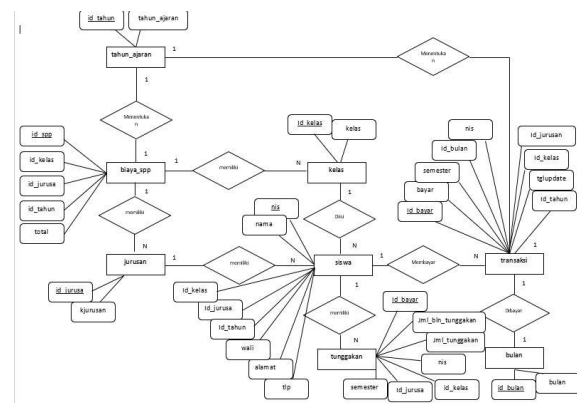 id_tahun
tahun_ajaran
tahun_ajaran
1
1
Menentuka
n
1
Menentuka
n
id_spp
id_kelas
id_jurusa
id_tahun
total
1
biaya_spp
1
memiliki
N
kelas
Id_kelas
kelas
1
memiliki
N
jurusan
1
memiliki
N
id_jurusa
kjurusan
1
Diisi
N
siswa
nis
nama
Id_kelas
Id_jurusa
Id_tahun
wali
alamat
tlp
1
Membayar
N
1
memiliki
N
tunggakan
Id_bayar
Jml_bln_tunggakan
Jml_tunggakan
nis
id_kelas
Id_jurusa
semester
nis
Id_bulan
semester
bayar
Id_bayar
Id_jurusan
Id_kelas
tglupdate
Id_tahun
1
transaksi
1
Dibayar
1
bulan
id_bulan
bulan